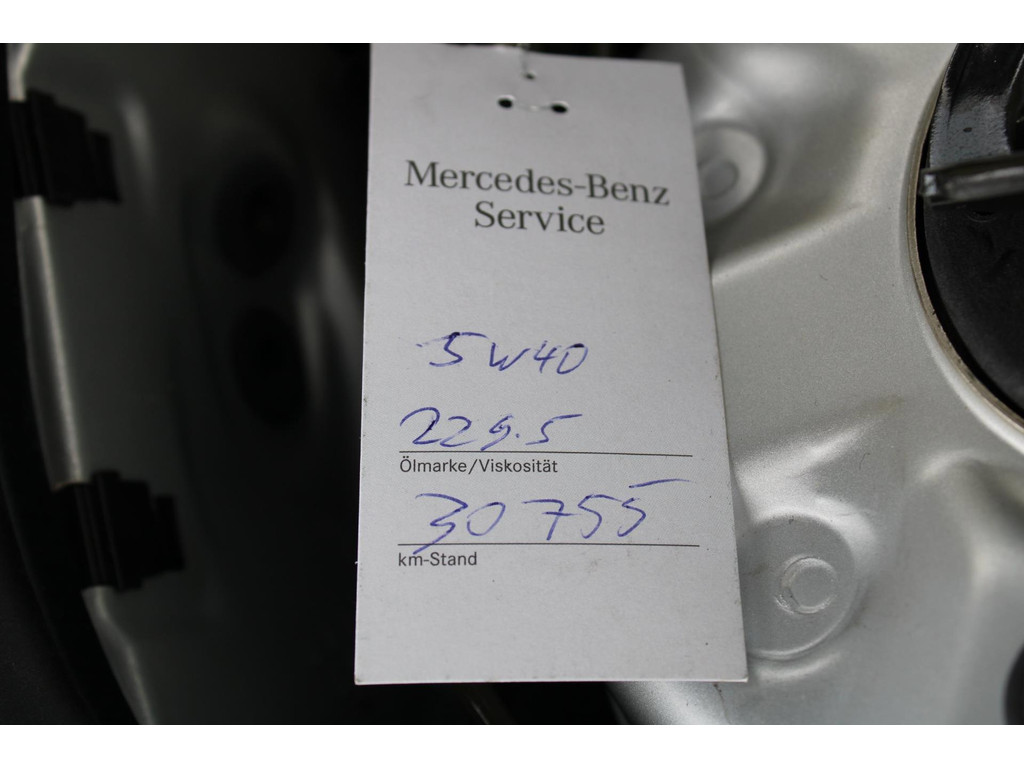 Mercedes-Benz
Service
5W40
229.5
Ölmarke/Viskosität
30755
km-Stand